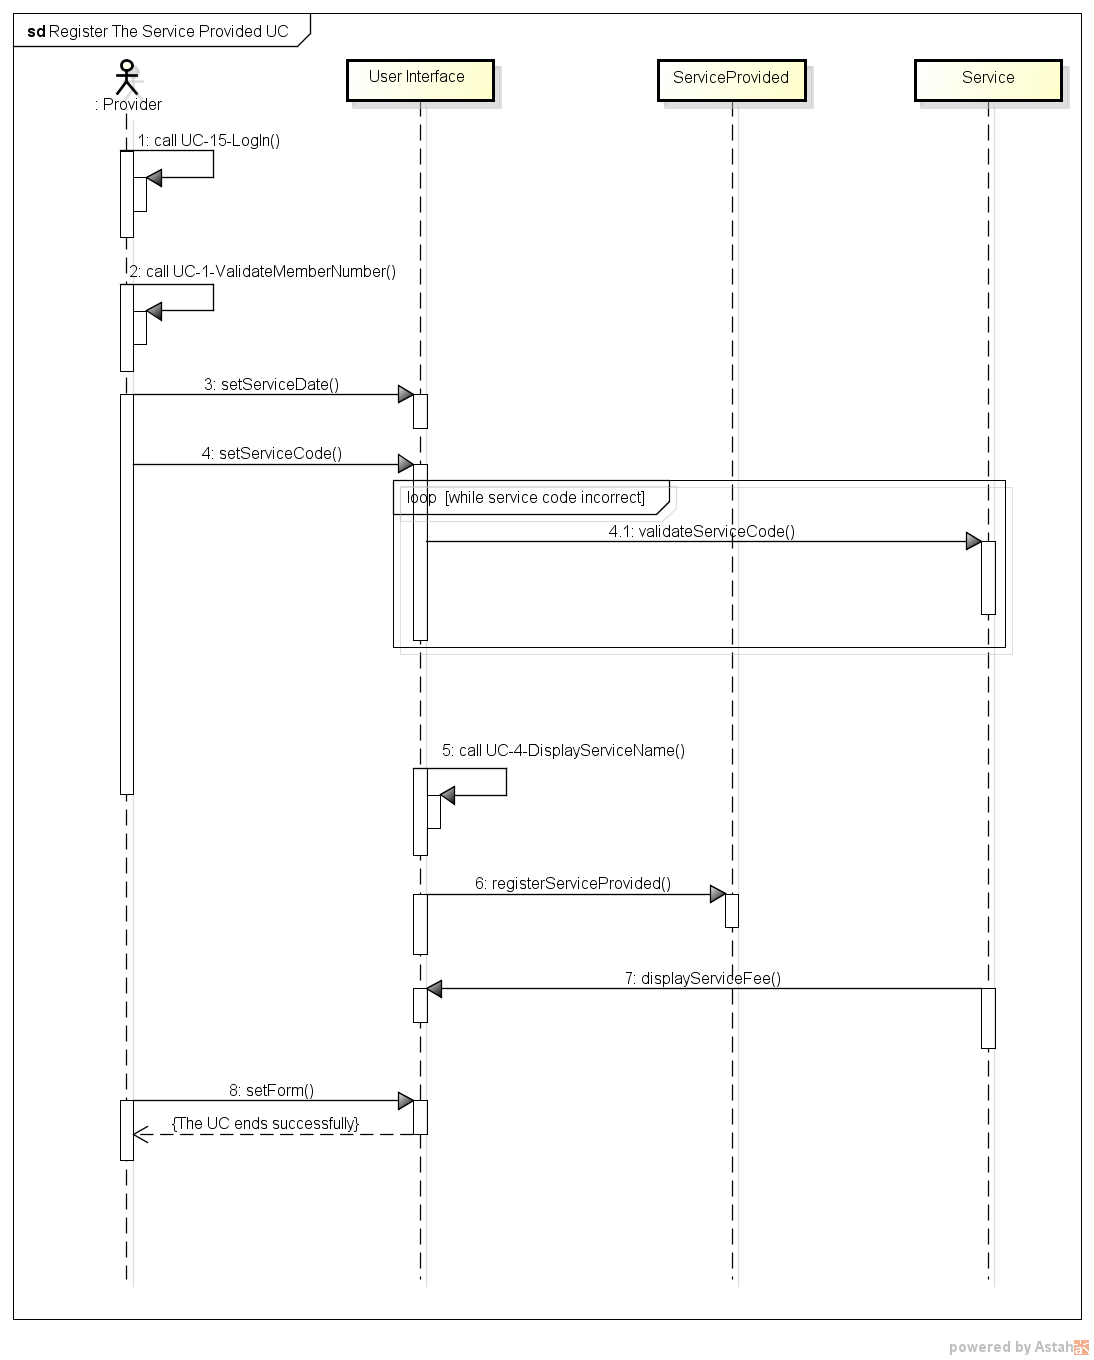 sd Register The Service Provided UC
: Provider
User Interface
ServiceProvided
Service
1: call UC-15-LogIn()
2: call UC-1-ValidateMemberNumber()
3: setServiceDate()
4: setServiceCode()
loop [while service code incorrect]
4.1: validateServiceCode()
5: call UC-4-DisplayServiceName()
6: registerServiceProvided()
7: displayServiceFee()
8: setForm()
{The UC ends successfully}
powered by Astah